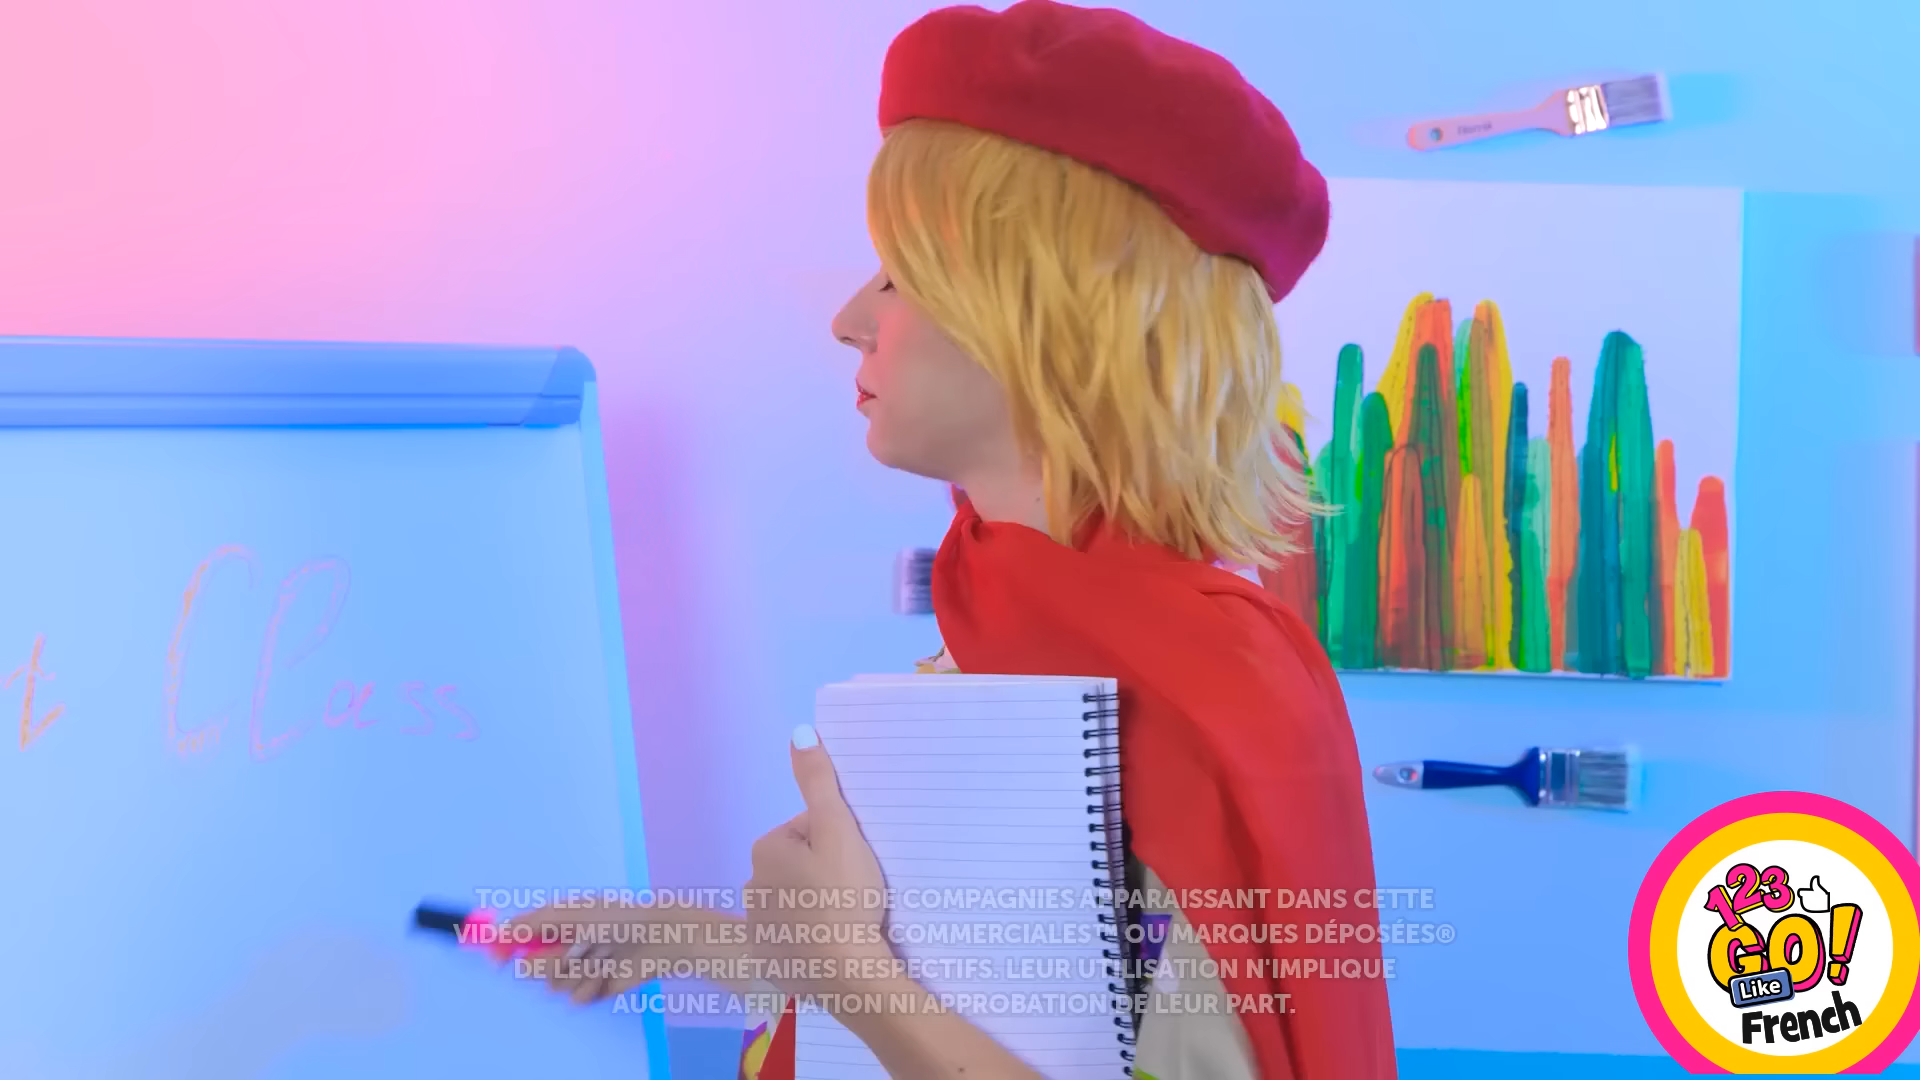 t Class
TOUS LES PRODUITS ET NOMS DE COMPAGNIES APPARAISSANT DANS CETTE
VIDÉO DEMEURENT LES MARQUES COMMERCIALES™ OU MARQUES DÉPOSÉES®
DE LEURS PROPRIÉTAIRES RESPECTIFS. LEUR UTILISATION N'IMPLIQUE
AUCUNE AFFILIATION NI APPROBATION DE LEUR PART.
123
GO!
Like
French